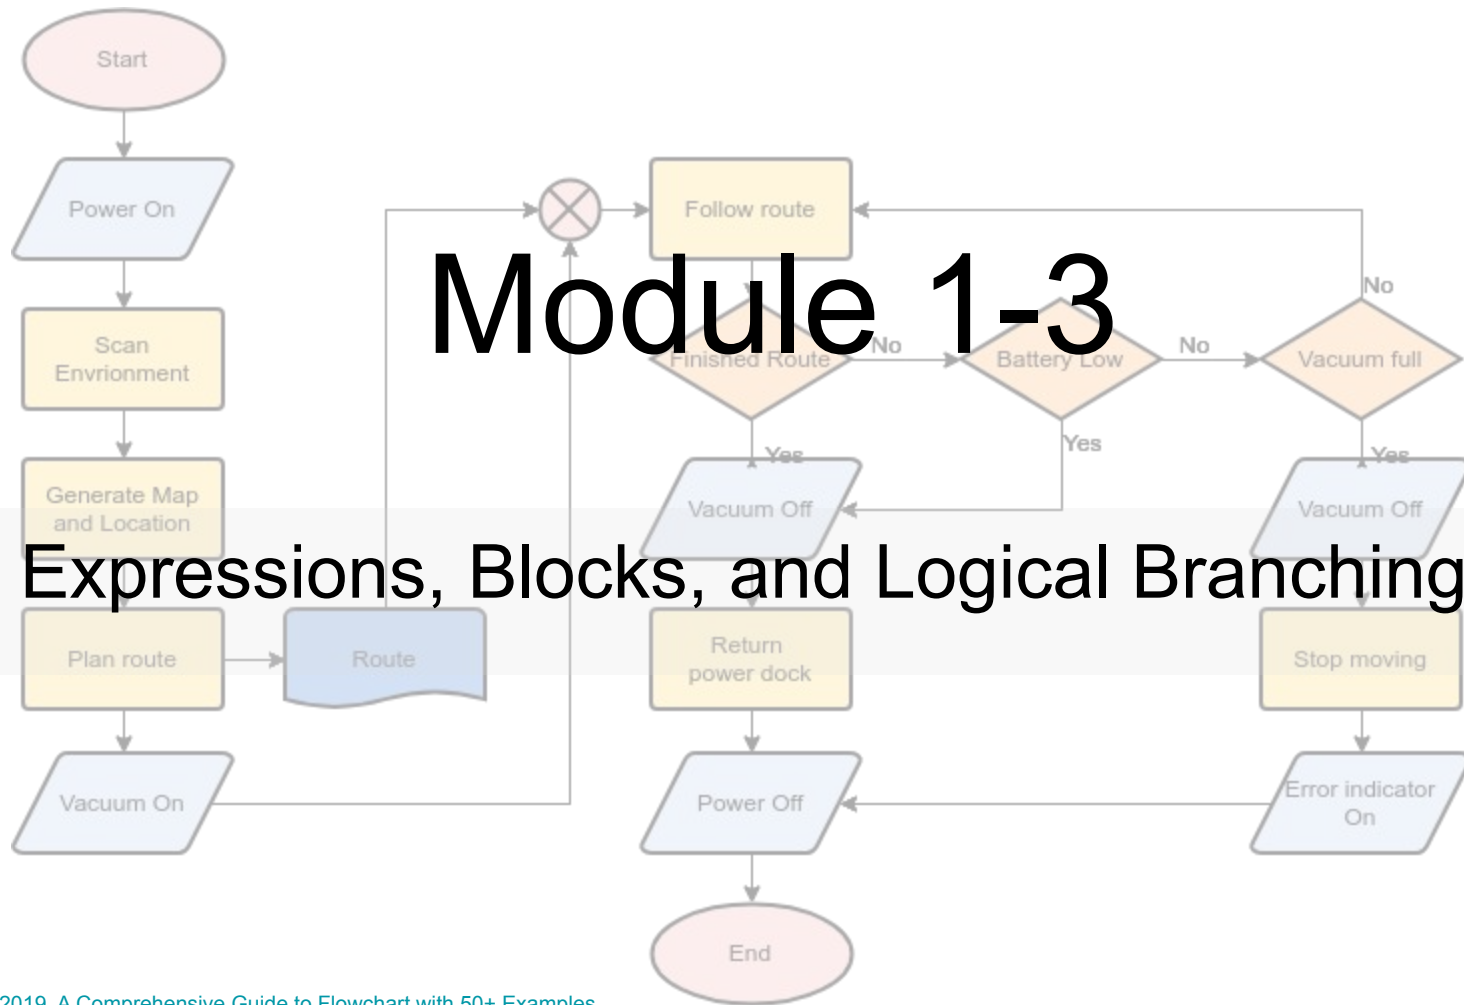 Module 1-3
Expressions, Blocks, and Logical Branching
Start
Power On
Scan
Envrionment
Generate Map
and Location
Plan route
Route
Vacuum On
Follow route
Finished Route
No
Battery Low
No
Vacuum full
No
Yes
Yes
Yes
Vacuum Off
Vacuum Off
Return
power dock
Stop moving
Power Off
Error indicator
On
End
2019, A Comprehensive Guide to Flowchart with 50+ Examples